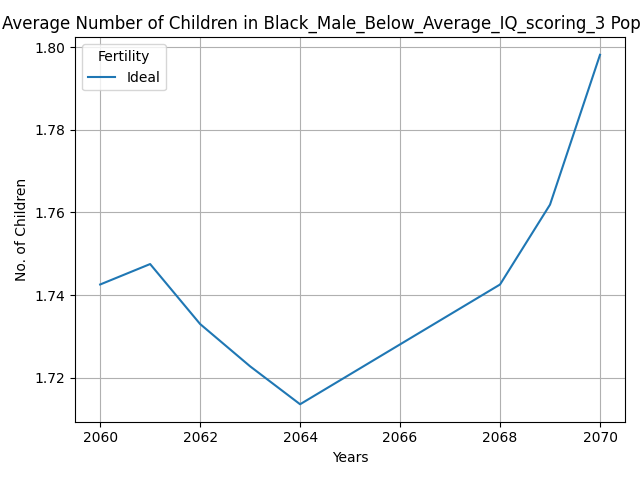 Average Number of Children in Black_Male_Below_Average_IQ_scoring_3 Pop
Fertility
Ideal
1.80
1.78
1.76
1.74
1.72
No. of Children
2060 2062 2064 2066 2068 2070
Years